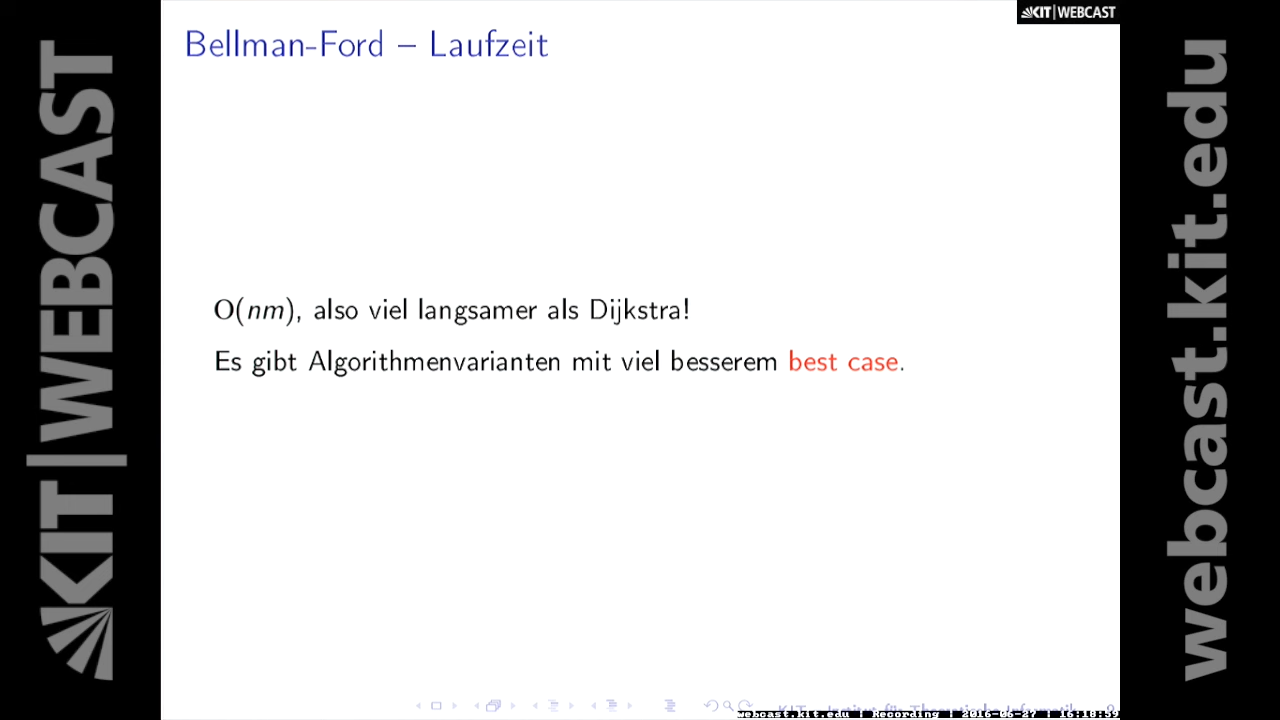 KIT|WEBCAST
Bellman-Ford – Laufzeit
O(nm), also viel langsamer als Dijkstra!
Es gibt Algorithmenvarianten mit viel besserem best case.
webcast.kit.edu | Recording | 2016-06-27 | 16:18:59
KIT|WEBCAST
webcast.kit.edu